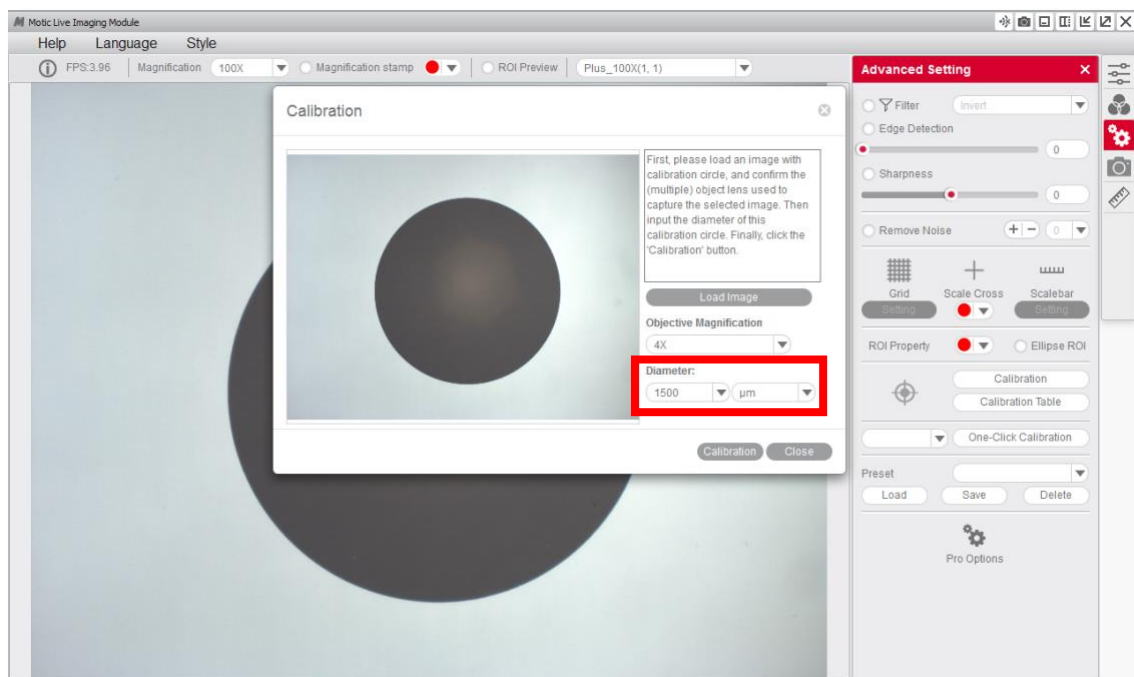 Motic Live Imaging Module
Help Language Style
FPS:3.96 Magnification 100X Magnification stamp ROI Preview Plus_100X(1, 1)
Calibration
First, please load an image with
calibration circle, and confirm the
(multiple) object lens used to
capture the selected image. Then
input the diameter of this
calibration circle. Finally, click the
'Calibration' button.
Load Image
Objective Magnification
4X
Diameter:
1500 µm
Calibration Close
Advanced Setting
Filter Invert
Edge Detection
0
Sharpness
0
Remove Noise + - 0
Grid Scale Cross Scalebar
Setting Setting
ROI Property Ellipse ROI
Calibration
Calibration Table
One-Click Calibration
Preset
Load Save Delete
Pro Options